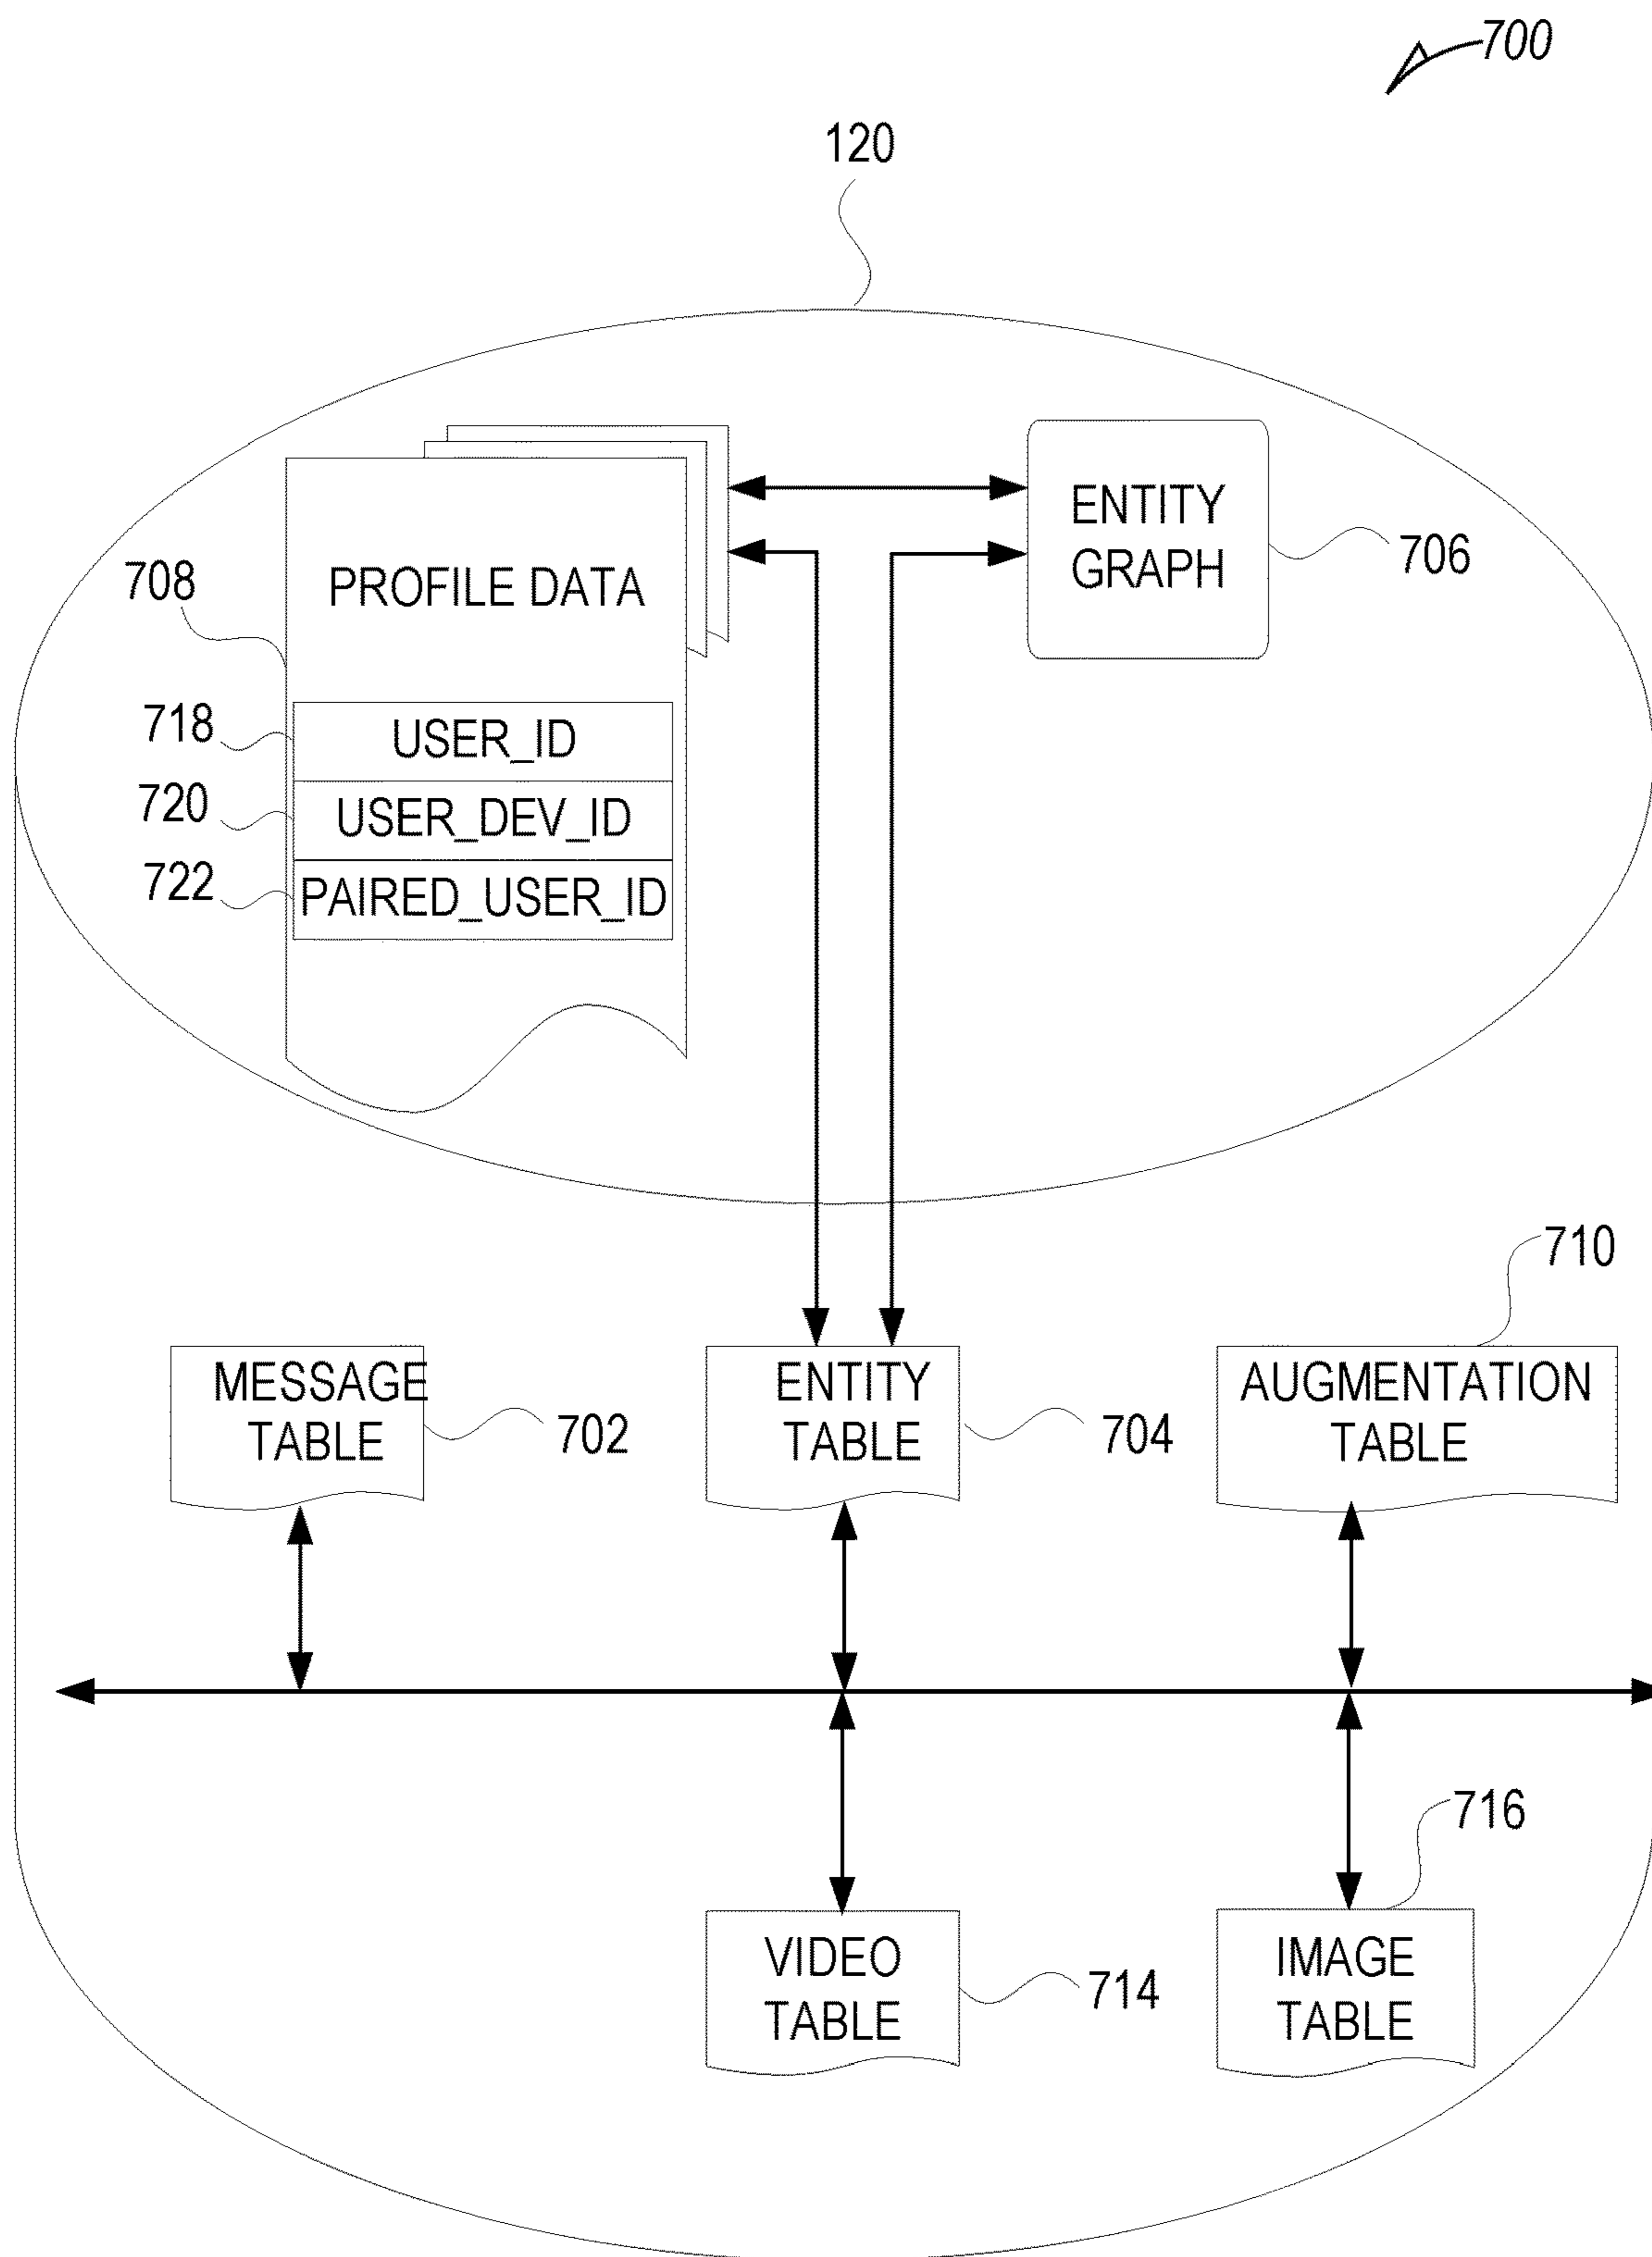 700
120
ENTITY
GRAPH
706
708
PROFILE DATA
718
USER_ID
720
USER_DEV_ID
722
PAIRED_USER_ID
710
MESSAGE
TABLE
702
ENTITY
TABLE
704
AUGMENTATION
TABLE
716
VIDEO
TABLE
714
IMAGE
TABLE